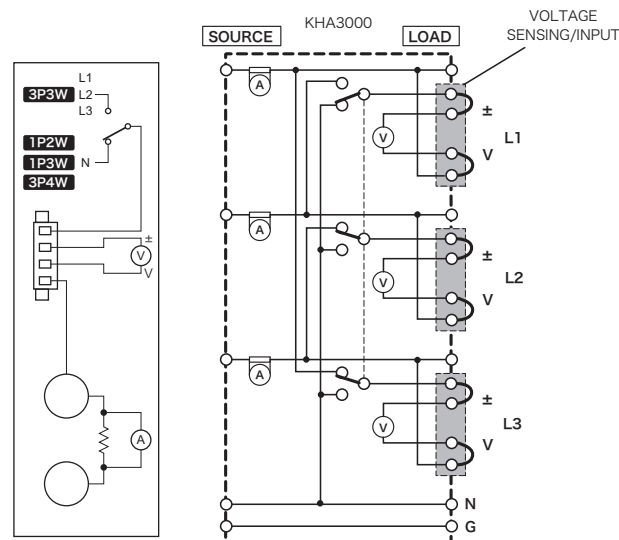 L1
3P3W L2
L3
1P2W
1P3W N
3P4W
±
V
V
A
SOURCE KHA3000 LOAD
VOLTAGE
SENSING/INPUT
A
±
V
L1
V
A
±
V
L2
V
A
±
V
L3
V
N
G